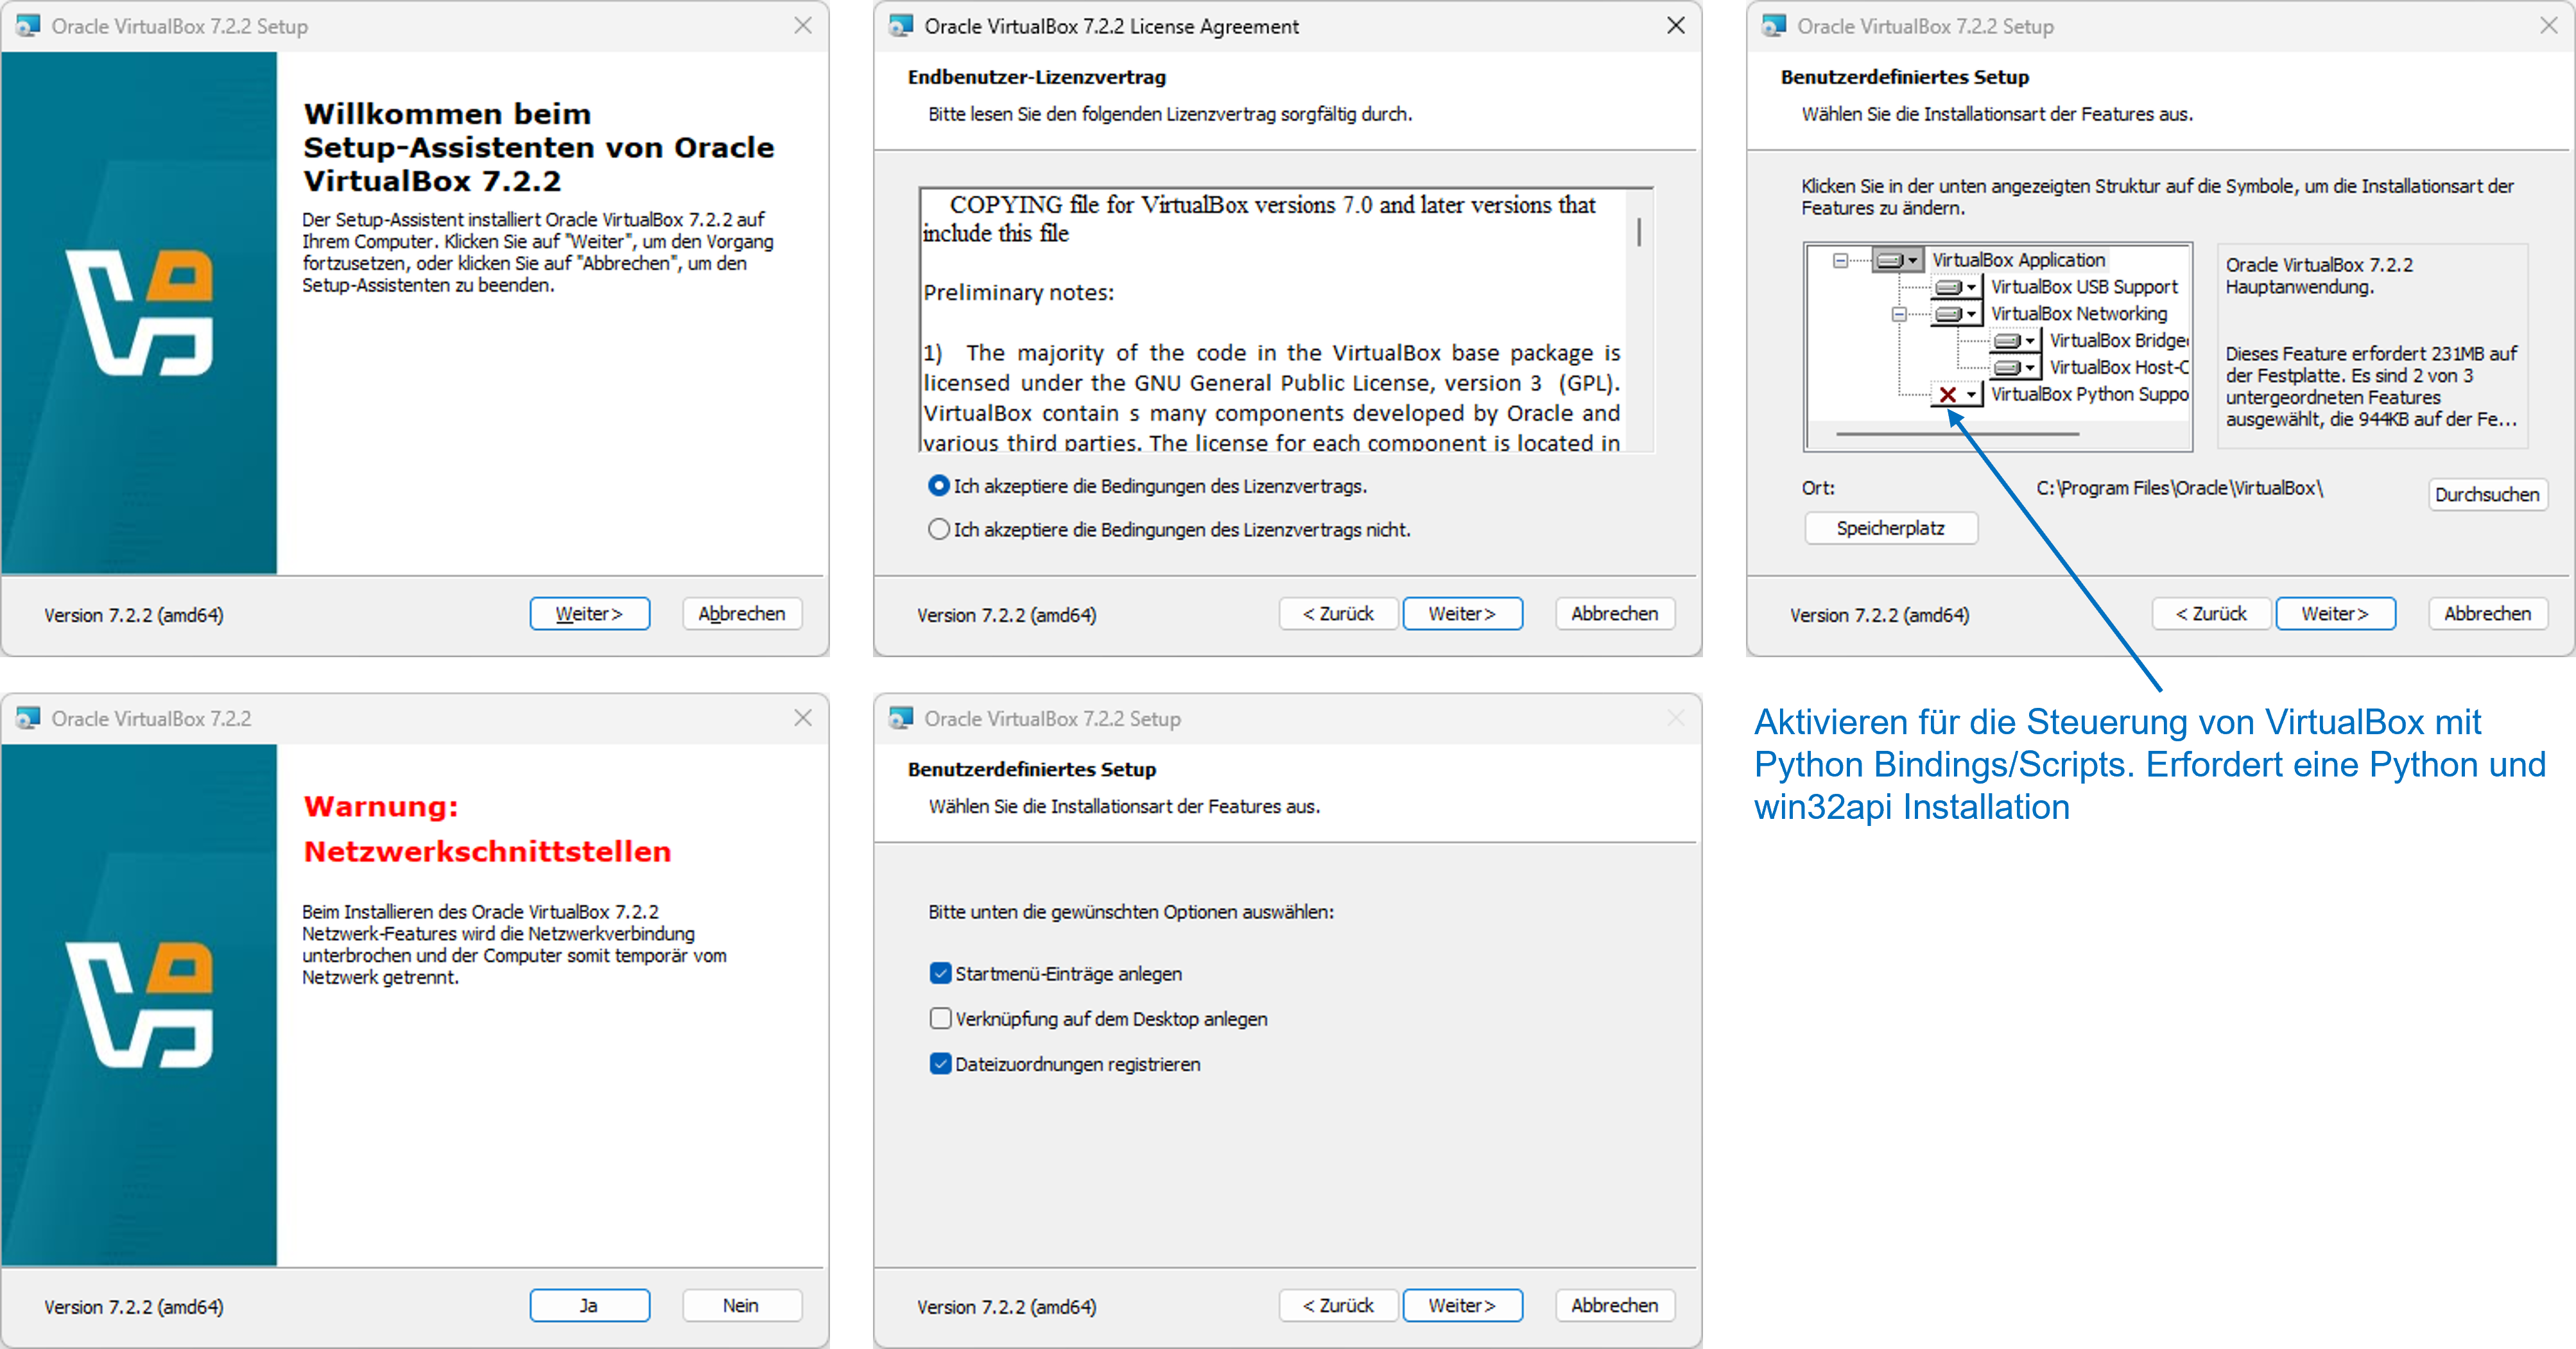 Oracle VirtualBox 7.2.2 Setup
Willkommen beim
Setup-Assistenten von Oracle
VirtualBox 7.2.2
Der Setup-Assistent installiert Oracle VirtualBox 7.2.2 auf
Ihrem Computer. Klicken Sie auf "Weiter", um den Vorgang
fortzusetzen, oder klicken Sie auf "Abbrechen", um den
Setup-Assistenten zu beenden.
Version 7.2.2 (amd64)
Weiter >
Abbrechen
Oracle VirtualBox 7.2.2 License Agreement
Endbenutzer-Lizenzvertrag
Bitte lesen Sie den folgenden Lizenzvertrag sorgfältig durch.
COPYING file for VirtualBox versions 7.0 and later versions that
include this file
Preliminary notes:
1) The majority of the code in the VirtualBox base package is
licensed under the GNU General Public License, version 3 (GPL).
VirtualBox contain s many components developed by Oracle and
various third parties. The license for each component is located in
Ich akzeptiere die Bedingungen des Lizenzvertrags.
Ich akzeptiere die Bedingungen des Lizenzvertrags nicht.
Version 7.2.2 (amd64)
< Zurück
Weiter >
Abbrechen
Oracle VirtualBox 7.2.2 Setup
Benutzerdefiniertes Setup
Wählen Sie die Installationsart der Features aus.
Klicken Sie in der unten angezeigten Struktur auf die Symbole, um die Installationsart der
Features zu ändern.
VirtualBox Application
VirtualBox USB Support
VirtualBox Networking
VirtualBox Bridge
VirtualBox Host-C
VirtualBox Python Suppo
Oracle VirtualBox 7.2.2
Hauptanwendung.
Dieses Feature erfordert 231MB auf
der Festplatte. Es sind 2 von 3
untergeordneten Features
ausgewählt, die 944KB auf der Fe...
Ort:
C:\Program Files\Oracle\VirtualBox\
Durchsuchen
Speicherplatz
Version 7.2.2 (amd64)
< Zurück
Weiter >
Abbrechen
Aktivieren für die Steuerung von VirtualBox mit
Python Bindings/Scripts. Erfordert eine Python und
win32api Installation
Oracle VirtualBox 7.2.2
Warnung:
Netzwerkschnittstellen
Beim Installieren des Oracle VirtualBox 7.2.2
Netzwerk-Features wird die Netzwerkverbindung
unterbrochen und der Computer somit temporär vom
Netzwerk getrennt.
Version 7.2.2 (amd64)
Ja
Nein
Oracle VirtualBox 7.2.2 Setup
Benutzerdefiniertes Setup
Wählen Sie die Installationsart der Features aus.
Bitte unten die gewünschten Optionen auswählen:
Startmenü-Einträge anlegen
Verknüpfung auf dem Desktop anlegen
Dateizuordnungen registrieren
Version 7.2.2 (amd64)
< Zurück
Weiter >
Abbrechen